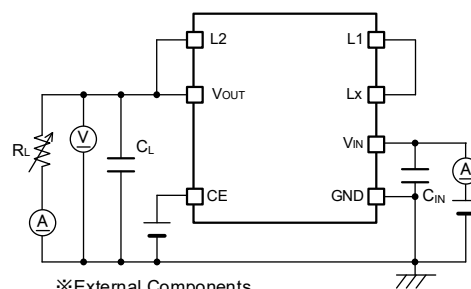 L2 L1
VOUT Lx
RL V CL VIN A
CE GND CIN
A
※External Components